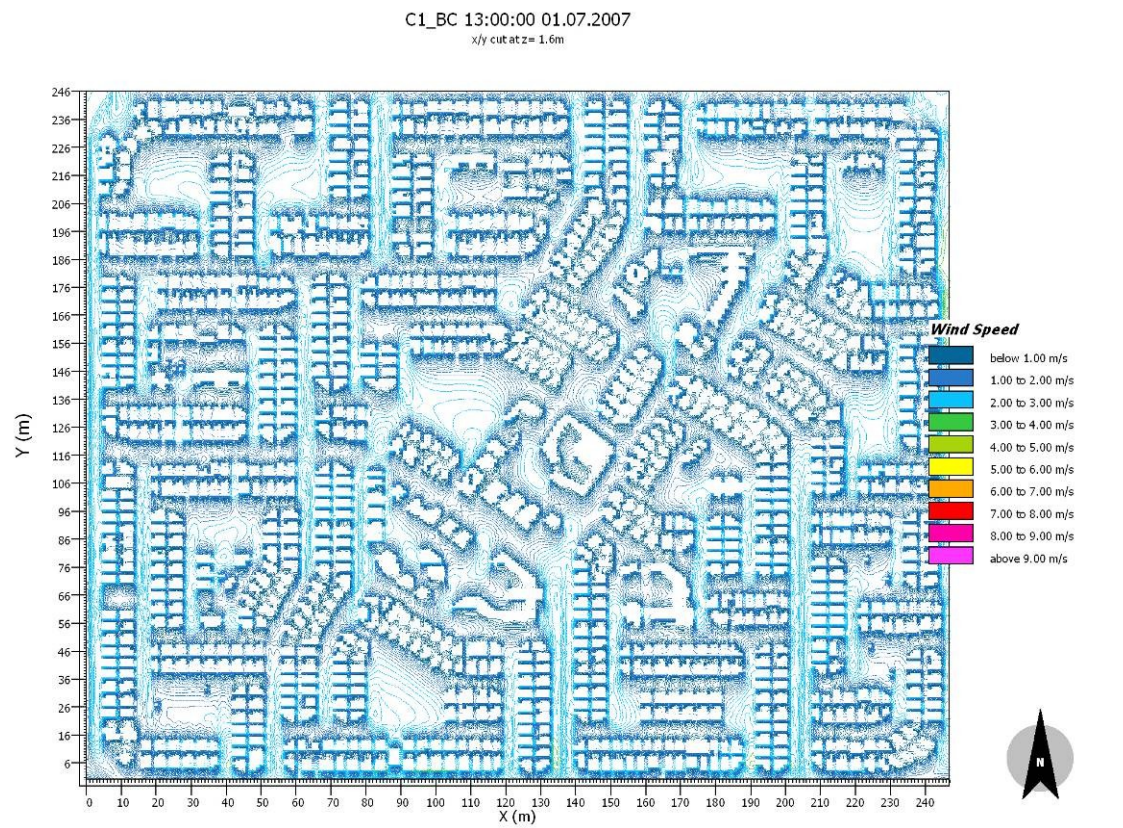 C1_BC 13:00:00 01.07.2007
x/y cut at z= 1.6m
246
236
226
216
206
196
186
176
166
156
146
136
126
116
106
96
86
76
66
56
46
36
26
16
6
Y (m)
0 10 20 30 40 50 60 70 80 90 100 110 120 130 140 150 160 170 180 190 200 210 220 230 240
X (m)
Wind Speed
below 1.00 m/s
1.00 to 2.00 m/s
2.00 to 3.00 m/s
3.00 to 4.00 m/s
4.00 to 5.00 m/s
5.00 to 6.00 m/s
6.00 to 7.00 m/s
7.00 to 8.00 m/s
8.00 to 9.00 m/s
above 9.00 m/s
N